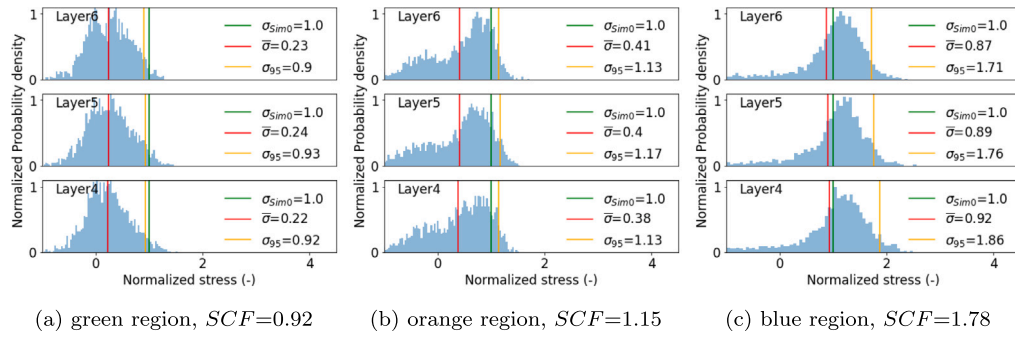 Normalized Probability density
Layer6
1
0
σSim0=1.0
σ̅=0.23
σ95=0.9
Layer5
1
0
σSim0=1.0
σ̅=0.24
σ95=0.93
Layer4
1
0
σSim0=1.0
σ̅=0.22
σ95=0.92
0 2 4
Normalized stress (-)
(a) green region, SCF=0.92
Normalized Probability density
Layer6
1
0
σSim0=1.0
σ̅=0.41
σ95=1.13
Layer5
1
0
σSim0=1.0
σ̅=0.4
σ95=1.17
Layer4
1
0
σSim0=1.0
σ̅=0.38
σ95=1.13
0 2 4
Normalized stress (-)
(b) orange region, SCF=1.15
Normalized Probability density
Layer6
1
0
σSim0=1.0
σ̅=0.87
σ95=1.71
Layer5
1
0
σSim0=1.0
σ̅=0.89
σ95=1.76
Layer4
1
0
σSim0=1.0
σ̅=0.92
σ95=1.86
0 2 4
Normalized stress (-)
(c) blue region, SCF=1.78